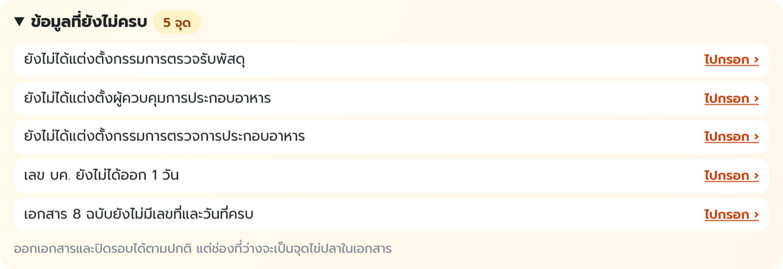 ▼ ข้อมูลที่ยังไม่ครบ 5 จุด
ยังไม่ได้แต่งตั้งกรรมการตรวจรับพัสดุ ไปกรอก ›
ยังไม่ได้แต่งตั้งผู้ควบคุมการประกอบอาหาร ไปกรอก ›
ยังไม่ได้แต่งตั้งกรรมการตรวจการประกอบอาหาร ไปกรอก ›
เลข บค. ยังไม่ได้ออก 1 วัน ไปกรอก ›
เอกสาร 8 ฉบับยังไม่มีเลขที่และวันที่ครบ ไปกรอก ›
ออกเอกสารและปิดรอบได้ตามปกติ แต่ช่องที่ว่างจะเป็นจุดไข่ปลาในเอกสาร